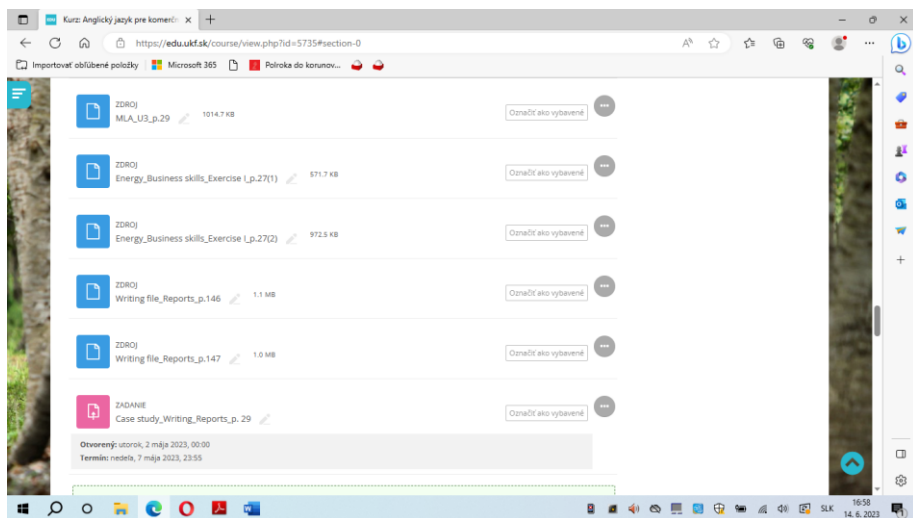 Kurz: Anglický jazyk pre komerčn
https://edu.ukf.sk/course/view.php?id=5735#section-0
Importovať obľúbené položky
Microsoft 365
Polroka do korunov...
ZDROJ
MLA_U3_p.29
1014.7 KB
Označiť ako vybavené
ZDROJ
Energy_Business skills_Exercise I_p.27(1)
571.7 KB
Označiť ako vybavené
ZDROJ
Energy_Business skills_Exercise I_p.27(2)
972.5 KB
Označiť ako vybavené
ZDROJ
Writing file_Reports_p.146
1.1 MB
Označiť ako vybavené
ZDROJ
Writing file_Reports_p.147
1.0 MB
Označiť ako vybavené
ZADANIE
Case study_Writing_Reports_p. 29
Označiť ako vybavené
Otvorený: utorok, 2 mája 2023, 00:00
Termín: nedeľa, 7 mája 2023, 23:55
SLK
16:58
14. 6. 2023